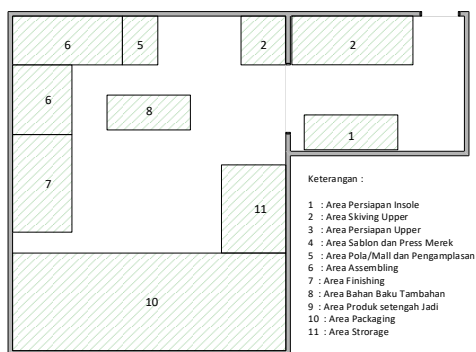 6
5
2
2
6
8
1
7
11
10
Keterangan :
1 : Area Persiapan Insole
2 : Area Skiving Upper
3 : Area Persiapan Upper
4 : Area Sablon dan Press Merek
5 : Area Pola/Mall dan Pengamplasan
6 : Area Assembling
7 : Area Finishing
8 : Area Bahan Baku Tambahan
9 : Area Produk setengah Jadi
10 : Area Packaging
11 : Area Strorage